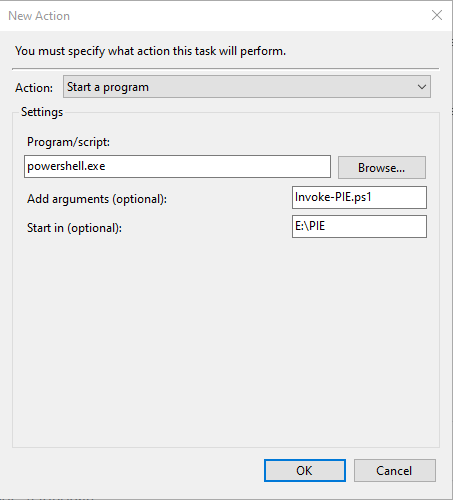 New Action
You must specify what action this task will perform.
Action: Start a program
Settings
Program/script:
powershell.exe Browse...
Add arguments (optional): Invoke-PIE.ps1
Start in (optional): E:\PIE
OK Cancel